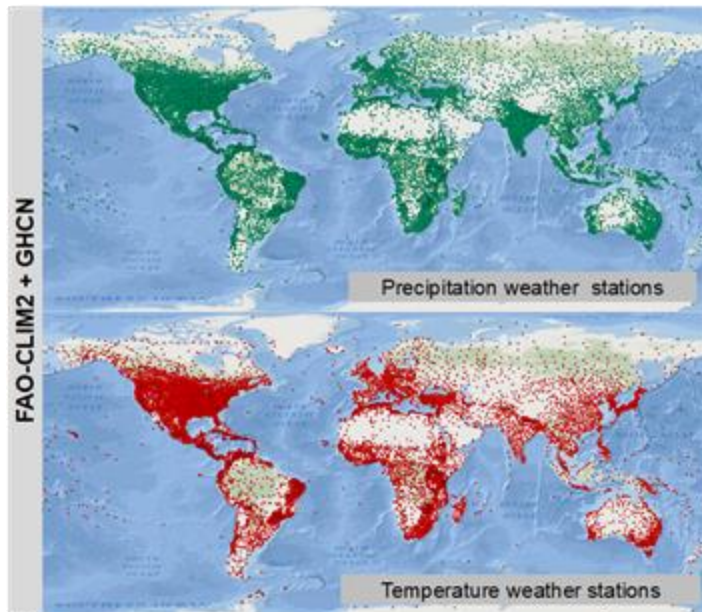 FAO-CLIM2 + GHCN
Precipitation weather stations
Temperature weather stations